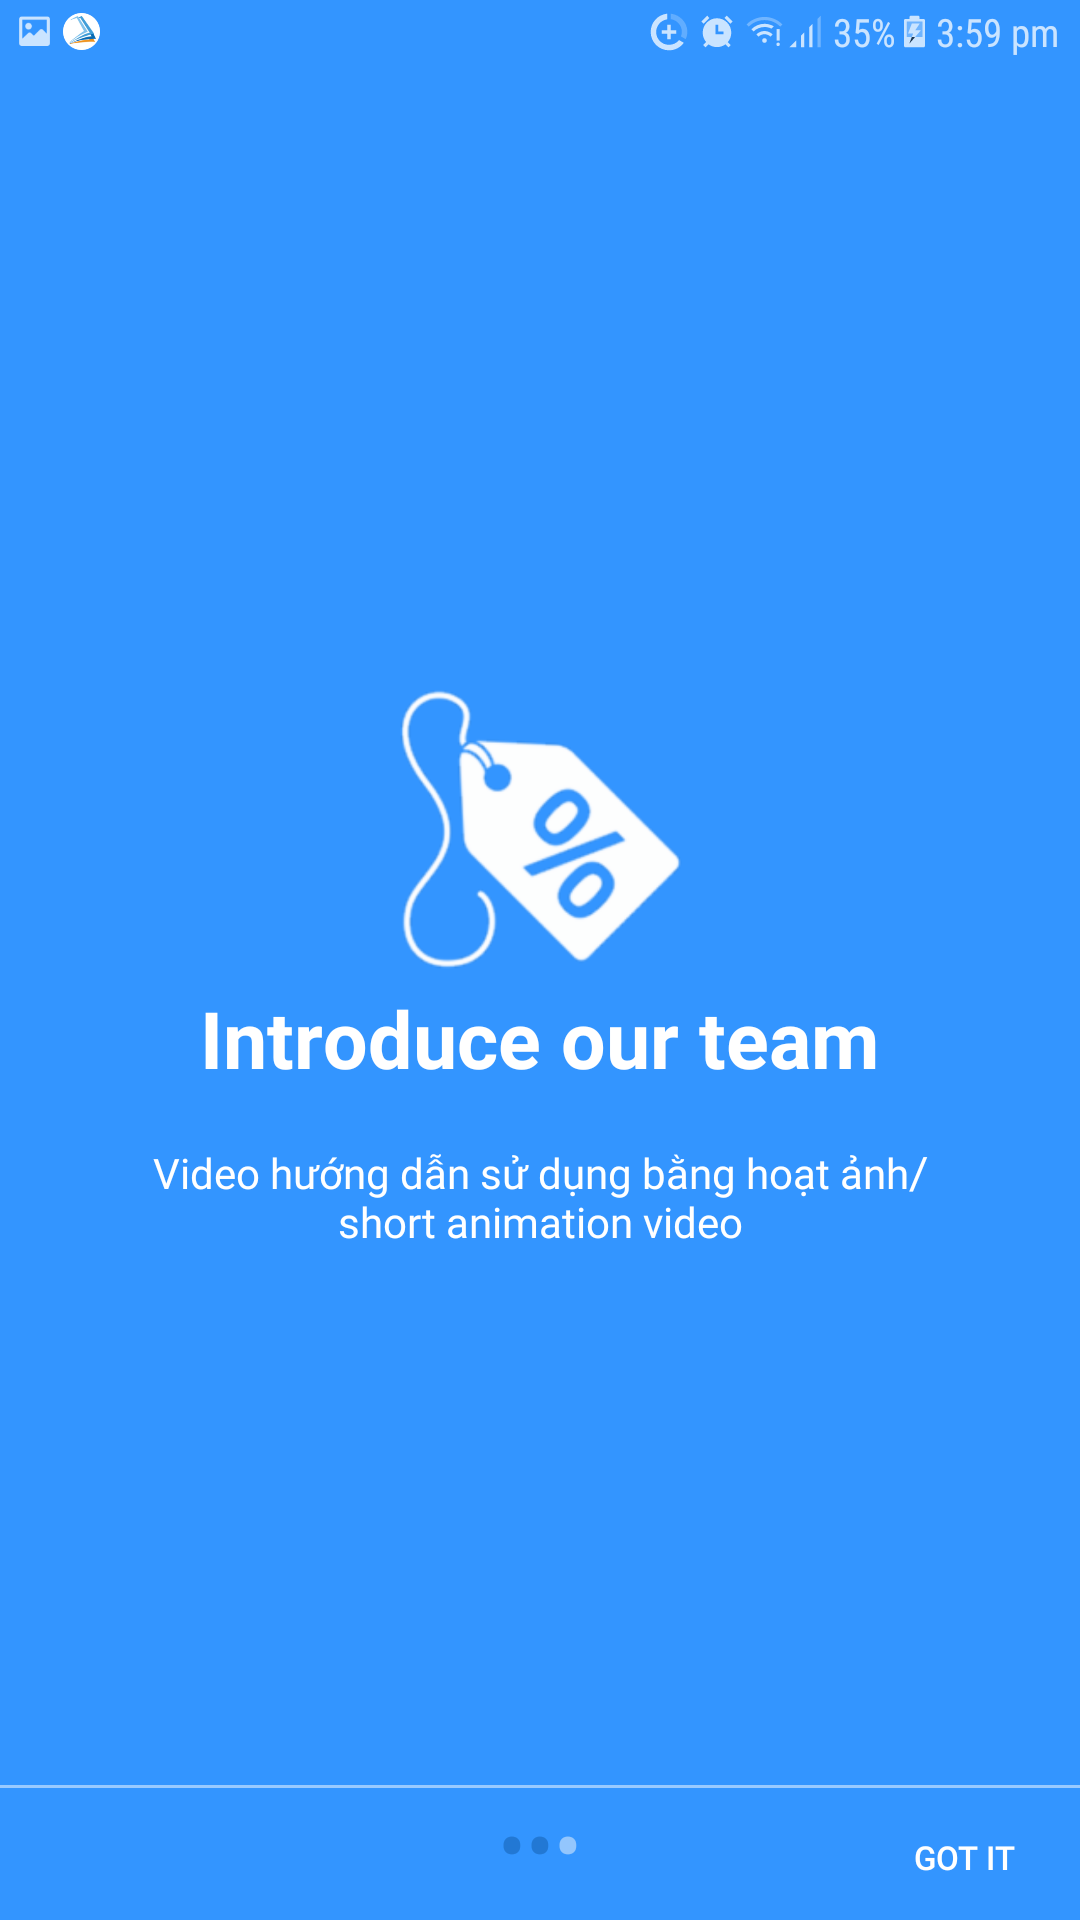 35% 3:59 pm
%
Introduce our team
Video hướng dẫn sử dụng bằng hoạt ảnh/
short animation video
GOT IT